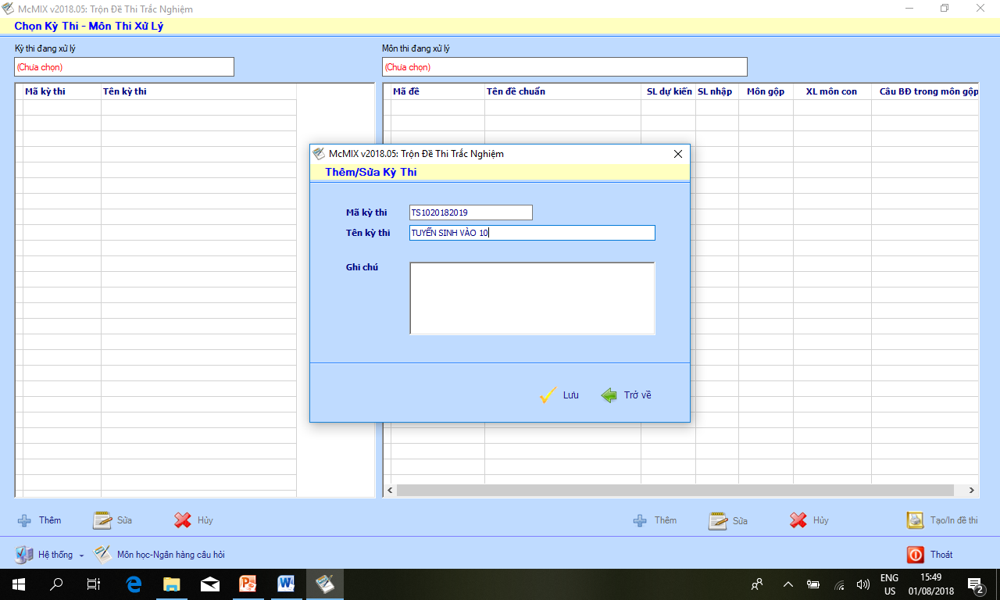 McMIX v2018.05: Trộn Đề Thi Trắc Nghiệm
Chọn Kỳ Thi - Môn Thi Xử Lý
Kỳ thi đang xử lý
(Chưa chọn)
Môn thi đang xử lý
(Chưa chọn)
Mã kỳ thi Tên kỳ thi
Mã đề Tên đề chuẩn SL dự kiến SL nhập Môn gộp XL môn con Câu BĐ trong môn gộp
McMIX v2018.05: Trộn Đề Thi Trắc Nghiệm
Thêm/Sửa Kỳ Thi
Mã kỳ thi TS1020182019
Tên kỳ thi TUYỂN SINH VÀO 10
Ghi chú
Lưu Trở về
Thêm Sửa Hủy
Thêm Sửa Hủy Tạo/In đề thi
Hệ thống Môn học-Ngân hàng câu hỏi Thoát
ENG
US
15:49
01/08/2018
2